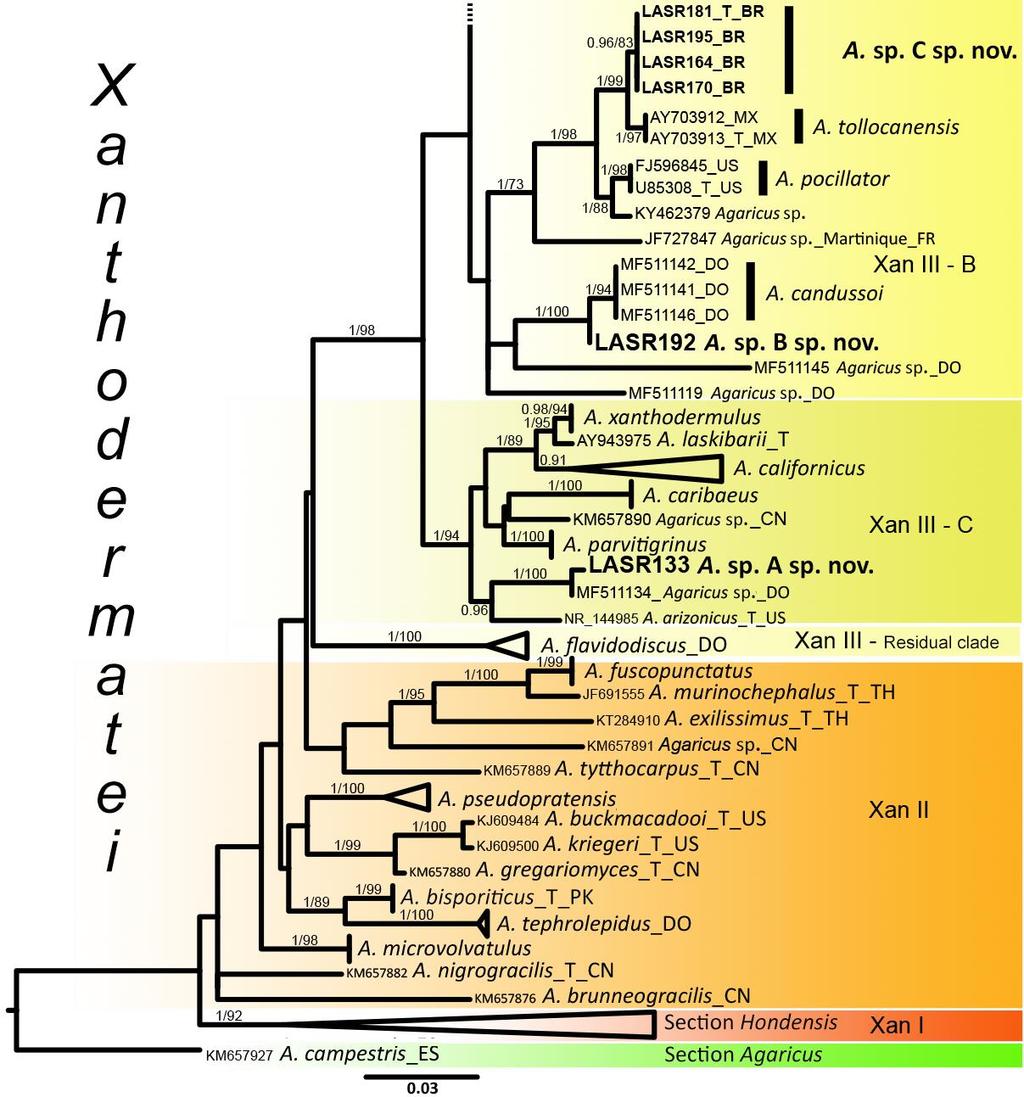 Xanthodermatei
LASR181_T_BR
LASR195_BR
0.96/83
LASR164_BR
LASR170_BR
A. sp. C sp. nov.
1/99
AY703912_MX
AY703913_T_MX
1/97
A. tollocanensis
1/98
FJ596845_US
U85308_T_US
1/98
A. pocillator
1/73
1/88
KY462379 Agaricus sp.
JF727847 Agaricus sp._Martinique_FR
Xan III - B
MF511142_DO
MF511141_DO
MF511146_DO
1/94
A. candussoi
1/100
LASR192 A. sp. B sp. nov.
1/98
MF511145 Agaricus sp._DO
MF511119 Agaricus sp._DO
0.98/94
A. xanthodermulus
1/95
AY943975 A. laskibarii_T
1/89
0.91
A. californicus
1/100
A. caribaeus
KM657890 Agaricus sp._CN
Xan III - C
1/94
1/100
A. parvitigrinus
LASR133 A. sp. A sp. nov.
1/100
MF511134_Agaricus sp._DO
0.96
NR_144985 A. arizonicus_T_US
1/100
A. flavidodiscus_DO
Xan III - Residual clade
1/99
A. fuscopunctatus
1/100
JF691555 A. murinochephalus_T_TH
1/95
KT284910 A. exilissimus_T_TH
KM657891 Agaricus sp._CN
KM657889 A. tytthocarpus_T_CN
1/100
A. pseudopratensis
Xan II
KJ609484 A. buckmacadooi_T_US
1/100
KJ609500 A. kriegeri_T_US
1/99
KM657880 A. gregariomyces_T_CN
1/99
A. bisporiticus_T_PK
1/89
1/100
A. tephrolepidus_DO
1/98
A. microvolvatulus
KM657882 A. nigrogracilis_T_CN
KM657876 A. brunneogracilis_CN
1/92
Section Hondensis
Xan I
KM657927 A. campestris_ES
Section Agaricus
0.03